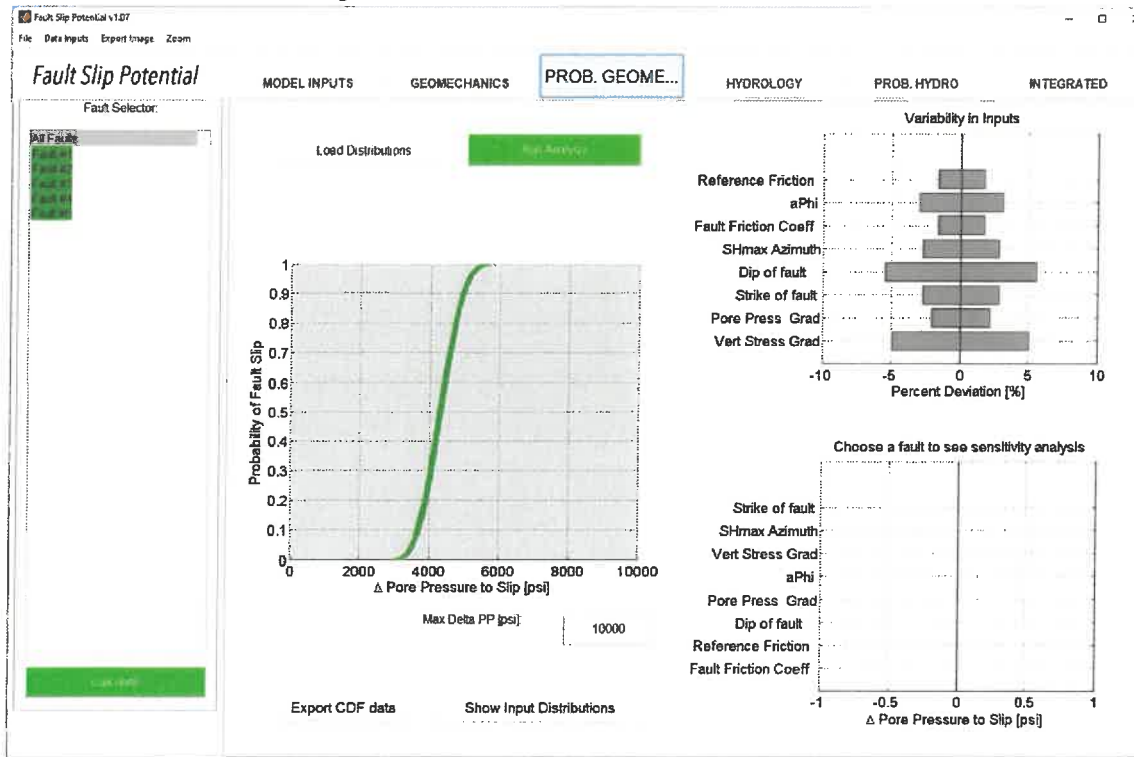 Fault Slip Potential v1.07
File Data Inputs Export Image Zoom
Fault Slip Potential
MODEL INPUTS GEOMECHANICS PROB. GEOME... HYDROLOGY PROB. HYDRO INTEGRATED
Fault Selector:
All Faults
Fault #1
Fault #2
Fault #3
Fault #4
Fault #5
Calculate
Load Distributions
Run Analysis
Probability of Fault Slip
1
0.9
0.8
0.7
0.6
0.5
0.4
0.3
0.2
0.1
0
0 2000 4000 6000 8000 10000
Δ Pore Pressure to Slip [psi]
Max Delta PP [psi]: 10000
Export CDF data Show Input Distributions
Variability in Inputs
Reference Friction
aPhi
Fault Friction Coeff
SHmax Azimuth
Dip of fault
Strike of fault
Pore Press Grad
Vert Stress Grad
-10 -5 0 5 10
Percent Deviation [%]
Choose a fault to see sensitivity analysis
Strike of fault
SHmax Azimuth
Vert Stress Grad
aPhi
Pore Press Grad
Dip of fault
Reference Friction
Fault Friction Coeff
-1 -0.5 0 0.5 1
Δ Pore Pressure to Slip [psi]